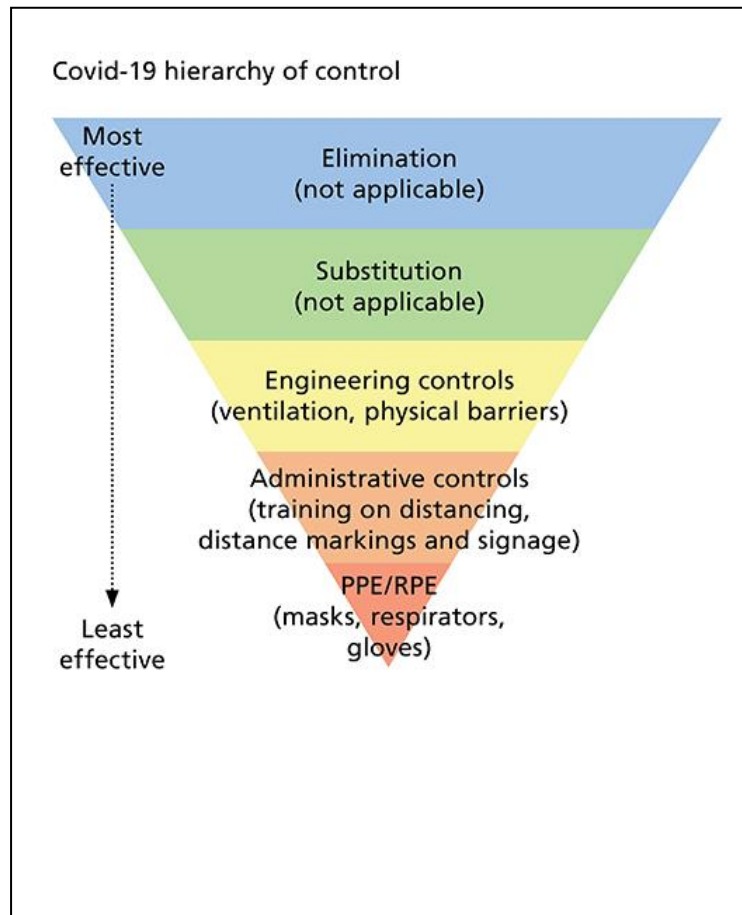 Covid-19 hierarchy of control
Most
effective
Elimination
(not applicable)
Substitution
(not applicable)
Engineering controls
(ventilation, physical barriers)
Administrative controls
(training on distancing,
distance markings and signage)
PPE/RPE
(masks, respirators,
gloves)
Least
effective